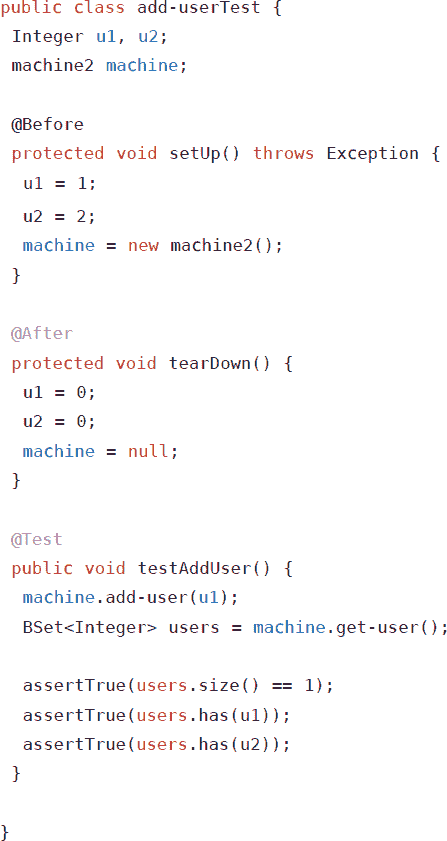 public class add-userTest {
Integer u1, u2;
machine2 machine;
@Before
protected void setUp() throws Exception {
u1 = 1;
u2 = 2;
machine = new machine2();
}
@After
protected void tearDown() {
u1 = 0;
u2 = 0;
machine = null;
}
@Test
public void testAddUser() {
machine.add-user(u1);
BSet<Integer> users = machine.get-user();
assertTrue(users.size() == 1);
assertTrue(users.has(u1));
assertTrue(users.has(u2));
}
}